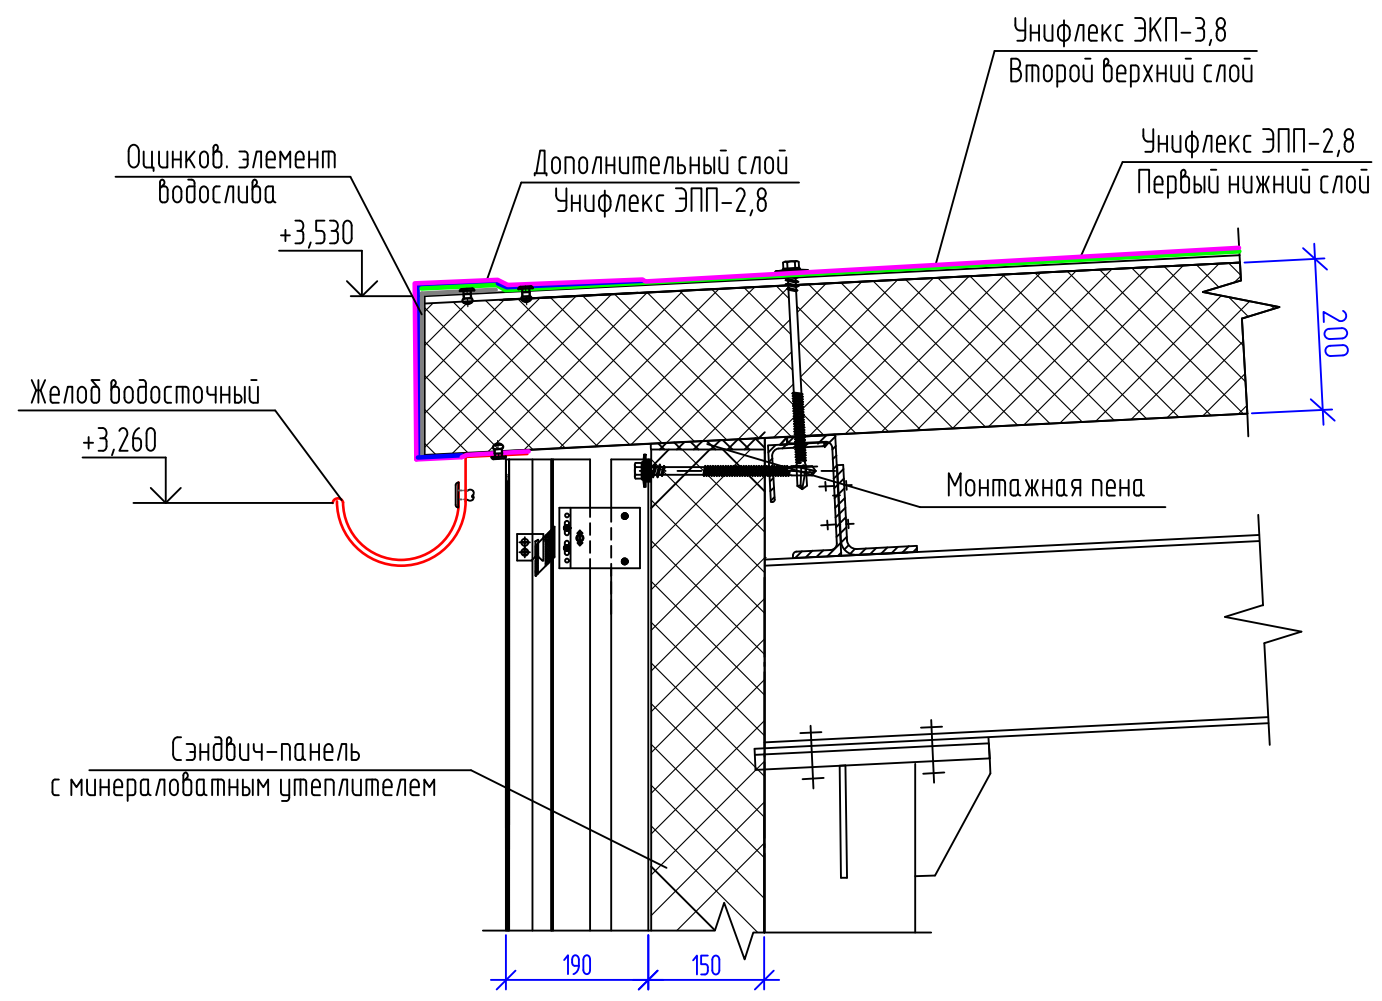 Унифлекс ЭКП-3,8
Второй верхний слой
Унифлекс ЭПП-2,8
Первый нижний слой
Оцинков. элемент
водослива
Дополнительный слой
Унифлекс ЭПП-2,8
+3,530
200
Желоб водосточный
+3,260
Монтажная пена
Сэндвич-панель
с минераловатным утеплителем
190
150